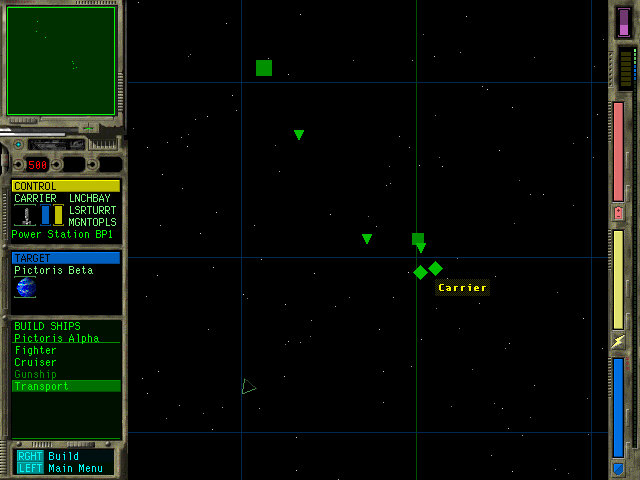 500
CONTROL
CARRIER LNCHBAY
LSRTURRT
MGNTOPLS
Power Station BP1
TARGET
Pictoris Beta
BUILD SHIPS
Pictoris Alpha
Fighter
Cruiser
Gunship
Transport
RGHT Build
LEFT Main Menu
Carrier